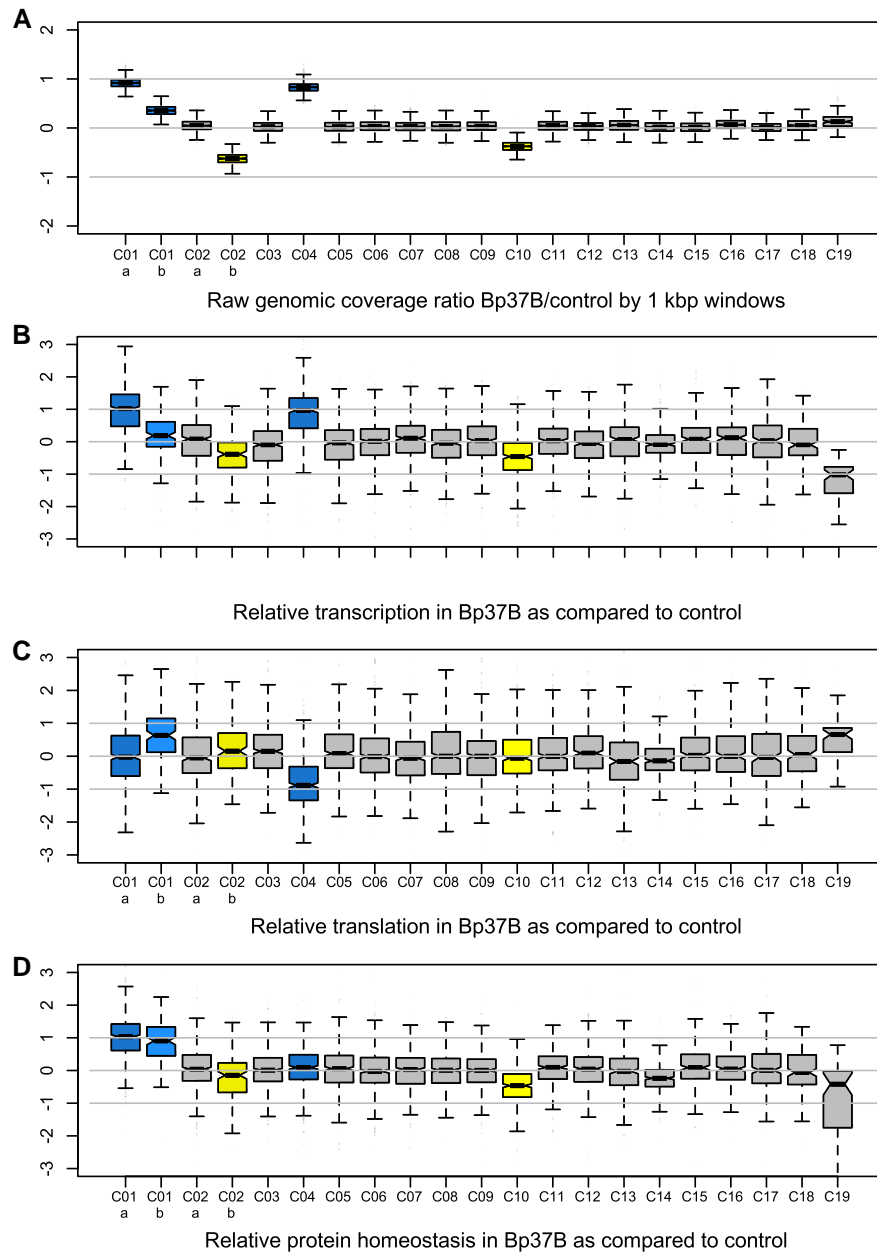 A
2
1
0
-1
-2
C01 C01 C02 C02 C03 C04 C05 C06 C07 C08 C09 C10 C11 C12 C13 C14 C15 C16 C17 C18 C19
a b a b
Raw genomic coverage ratio Bp37B/control by 1 kbp windows
B
3
2
1
0
-1
-2
-3
Relative transcription in Bp37B as compared to control
C
3
2
1
0
-1
-2
-3
C01 C01 C02 C02 C03 C04 C05 C06 C07 C08 C09 C10 C11 C12 C13 C14 C15 C16 C17 C18 C19
a b a b
Relative translation in Bp37B as compared to control
D
3
2
1
0
-1
-2
-3
C01 C01 C02 C02 C03 C04 C05 C06 C07 C08 C09 C10 C11 C12 C13 C14 C15 C16 C17 C18 C19
a b a b
Relative protein homeostasis in Bp37B as compared to control